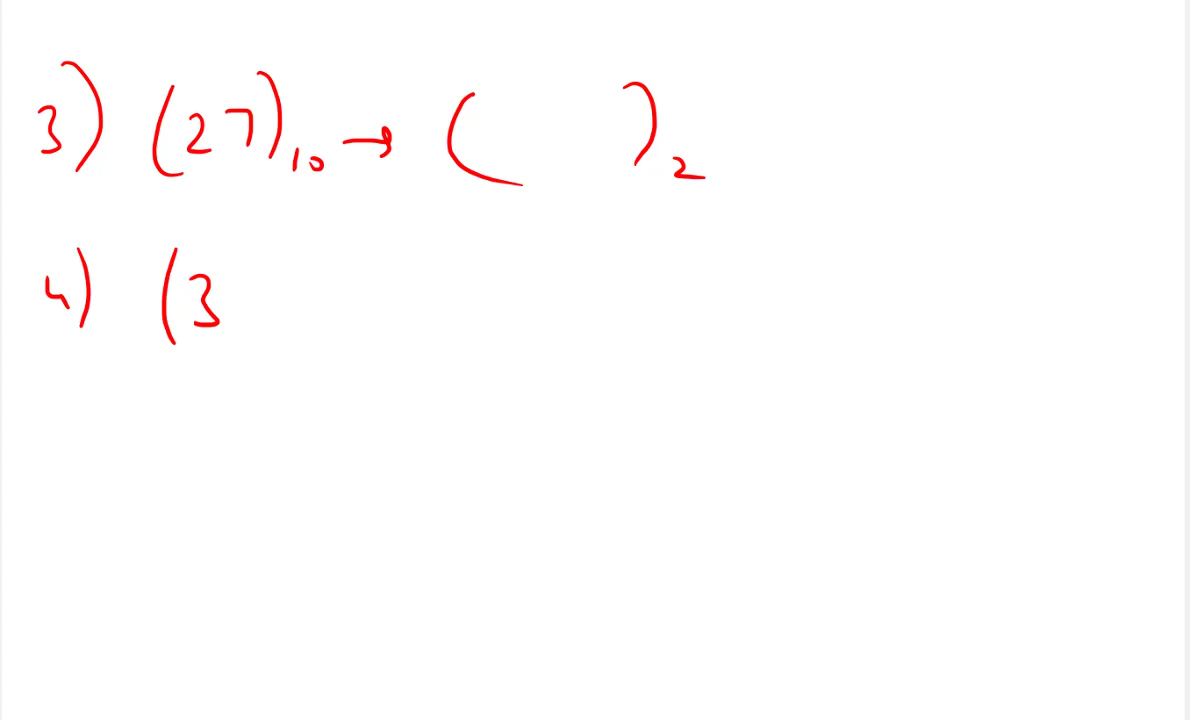 3) (27)₁₀ → ( )₂
4) (3